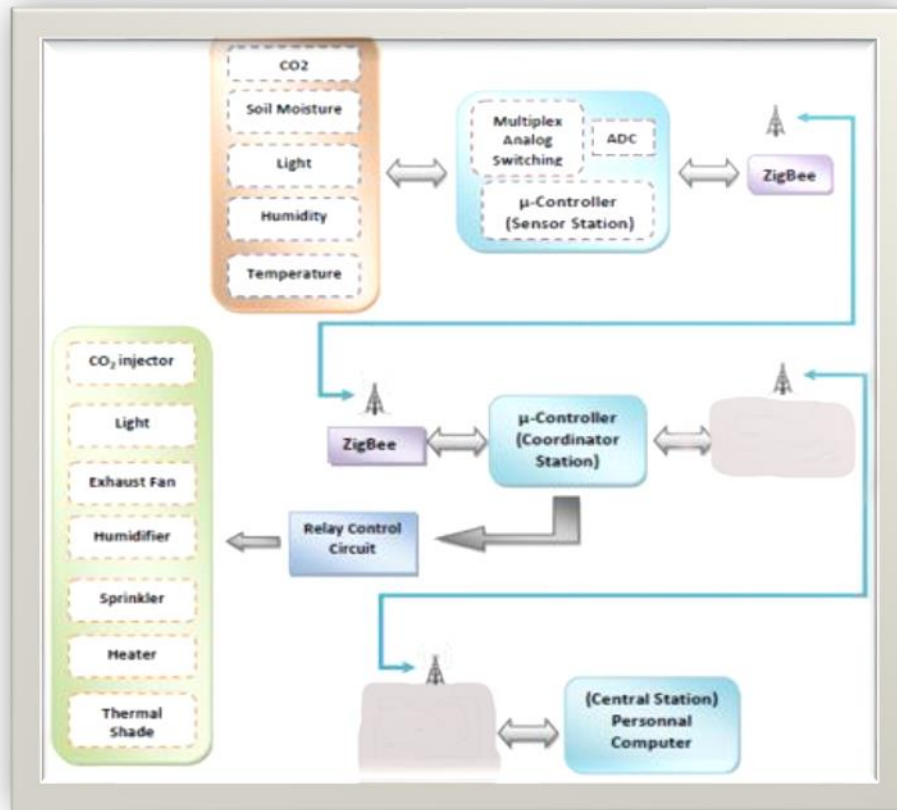 CO2
Soil Moisture
Light
Humidity
Temperature
Multiplex
Analog
Switching
ADC
μ-Controller
(Sensor Station)
ZigBee
CO₂ injector
Light
Exhaust Fan
Humidifier
Sprinkler
Heater
Thermal
Shade
ZigBee
μ-Controller
(Coordinator
Station)
Relay Control
Circuit
(Central Station)
Personnal
Computer